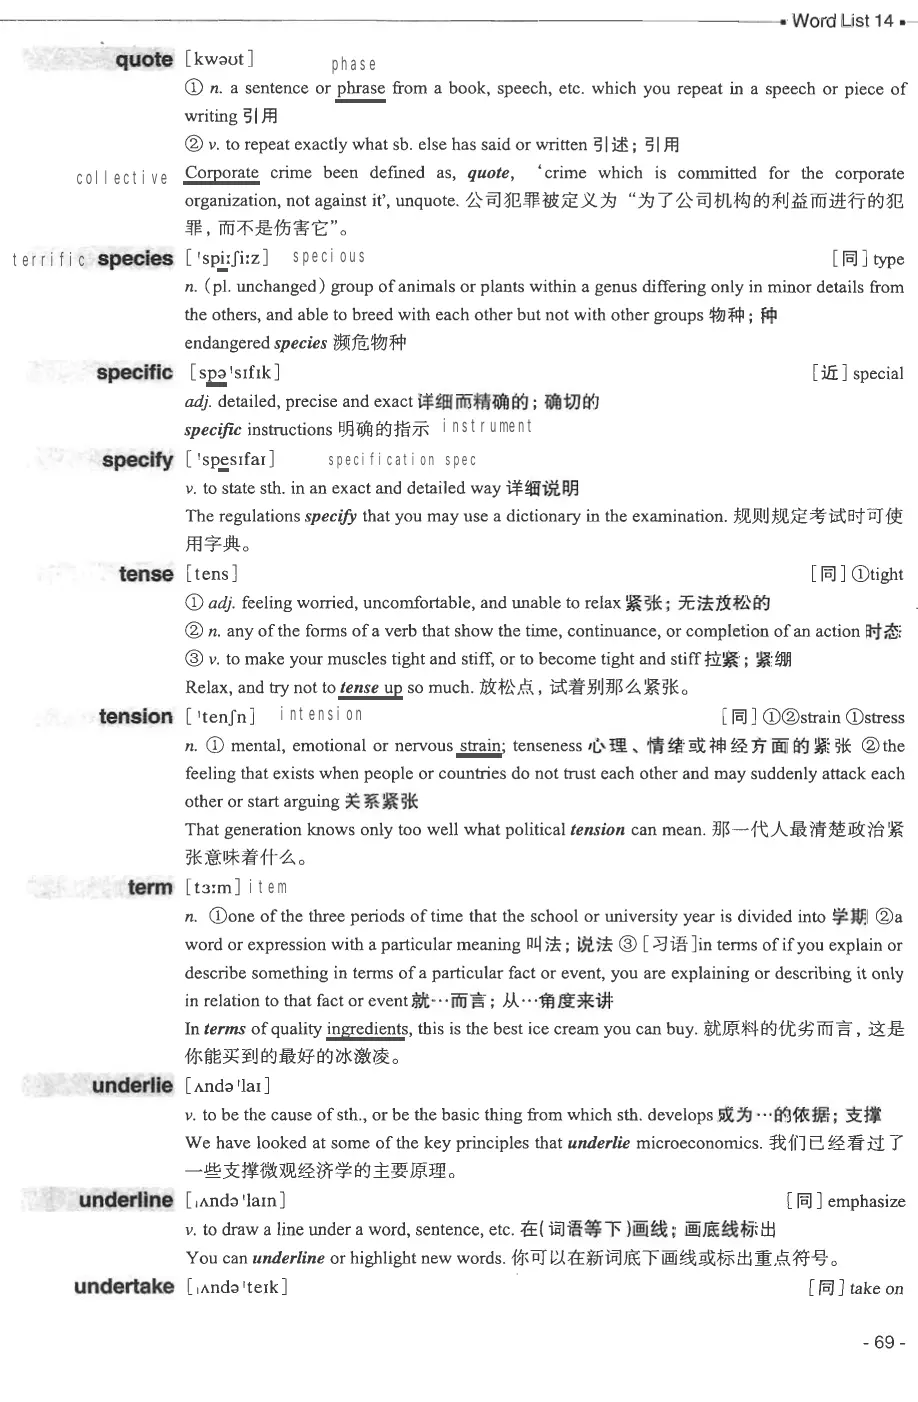 Word List 14
quote [kwəʊt] phase
① n. a sentence or phrase from a book, speech, etc. which you repeat in a speech or piece of
writing 引用
② v. to repeat exactly what sb. else has said or written 引述；引用
collective Corporate crime been defined as, quote, ‘crime which is committed for the corporate
organization, not against it’, unquote. 公司犯罪被定义为 “为了公司机构的利益而进行的犯
罪，而不是伤害它”。
terrific species [ˈspiːʃiːz] specious [同] type
n. (pl. unchanged) group of animals or plants within a genus differing only in minor details from
the others, and able to breed with each other but not with other groups 物种；种
endangered species 濒危物种
specific [spəˈsɪfɪk] [近] special
adj. detailed, precise and exact 详细而精确的；确切的
specific instructions 明确的指示 instrument
specify [ˈspesɪfaɪ] specification spec
v. to state sth. in an exact and detailed way 详细说明
The regulations specify that you may use a dictionary in the examination. 规则规定考试时可使
用字典。
tense [tens] [同] ①tight
① adj. feeling worried, uncomfortable, and unable to relax 紧张；无法放松的
② n. any of the forms of a verb that show the time, continuance, or completion of an action 时态
③ v. to make your muscles tight and stiff, or to become tight and stiff 拉紧；紧绷
Relax, and try not to tense up so much. 放松点，试着别那么紧张。
tension [ˈtenʃn] intension [同] ①②strain ①stress
n. ① mental, emotional or nervous strain; tenseness 心理、情绪或神经方面的紧张 ②the
feeling that exists when people or countries do not trust each other and may suddenly attack each
other or start arguing 关系紧张
That generation knows only too well what political tension can mean. 那一代人最清楚政治紧
张意味着什么。
term [tɜːm] item
n. ①one of the three periods of time that the school or university year is divided into 学期 ②a
word or expression with a particular meaning 叫法；说法 ③ [习语]in terms of if you explain or
describe something in terms of a particular fact or event, you are explaining or describing it only
in relation to that fact or event 就…而言；从…角度来讲
In terms of quality ingredients, this is the best ice cream you can buy. 就原料的优劣而言，这是
你能买到的最好的冰激凌。
underlie [ʌndəˈlaɪ]
v. to be the cause of sth., or be the basic thing from which sth. develops 成为…的依据；支撑
We have looked at some of the key principles that underlie microeconomics. 我们已经看过了
一些支撑微观经济学的主要原理。
underline [ˌʌndəˈlaɪn] [同] emphasize
v. to draw a line under a word, sentence, etc. 在(词语等下)画线；画底线标出
You can underline or highlight new words. 你可以在新词底下画线或标出重点符号。
undertake [ˌʌndəˈteɪk] [同] take on
- 69 -